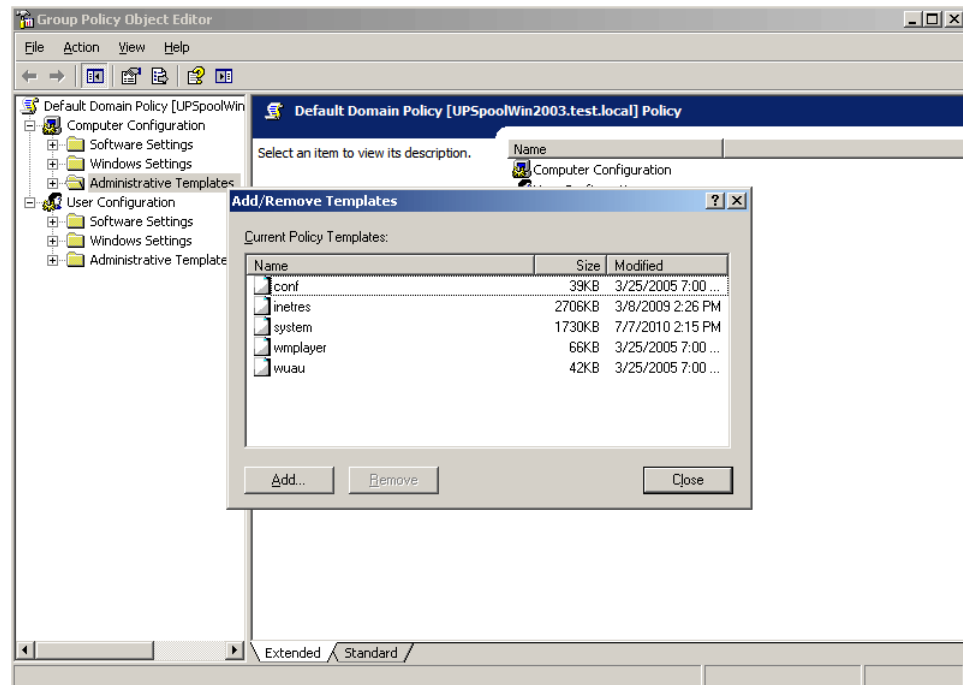 Group Policy Object Editor
File Action View Help
Default Domain Policy [UPSpoolWin
Computer Configuration
Software Settings
Windows Settings
Administrative Templates
User Configuration
Software Settings
Windows Settings
Administrative Template
Default Domain Policy [UPSpoolWin2003.test.local] Policy
Select an item to view its description.
Name
Computer Configuration
Add/Remove Templates
Current Policy Templates:
Name Size Modified
conf 39KB 3/25/2005 7:00 ...
inetres 2706KB 3/8/2009 2:26 PM
system 1730KB 7/7/2010 2:15 PM
wmplayer 66KB 3/25/2005 7:00 ...
wuau 42KB 3/25/2005 7:00 ...
Add... Remove Close
Extended Standard